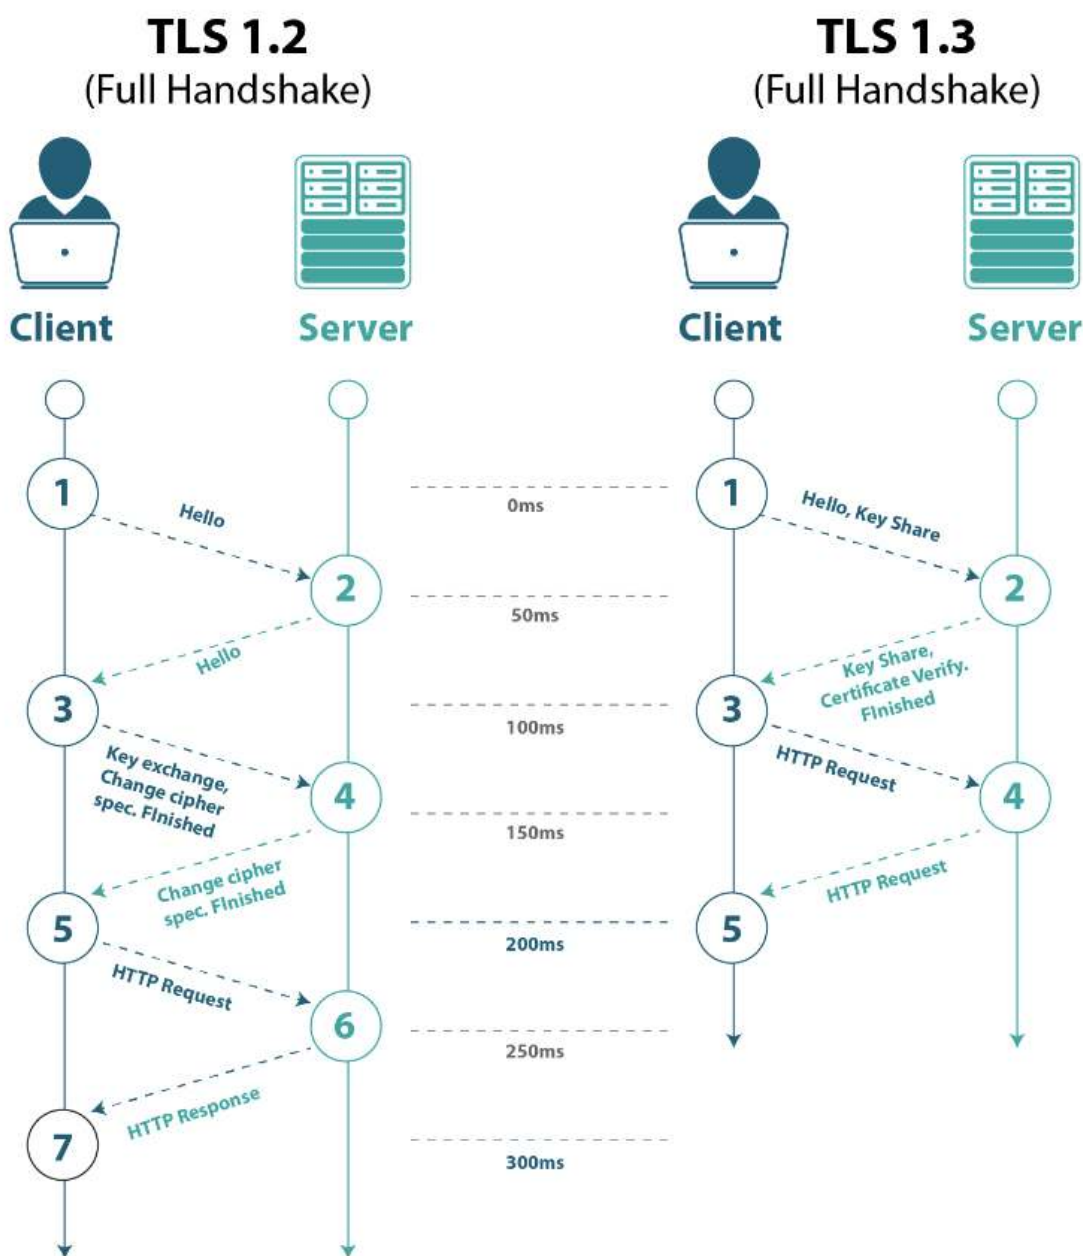 TLS 1.2
(Full Handshake)
Client
Server
1
Hello
2
Hello
3
Key exchange,
Change cipher
spec. FInished
4
Change cipher
spec. FInished
5
HTTP Request
6
HTTP Response
7
0ms
50ms
100ms
150ms
200ms
250ms
300ms
TLS 1.3
(Full Handshake)
Client
Server
1
Hello, Key Share
2
Key Share,
Certificate Verify.
FInished
3
HTTP Request
4
HTTP Request
5